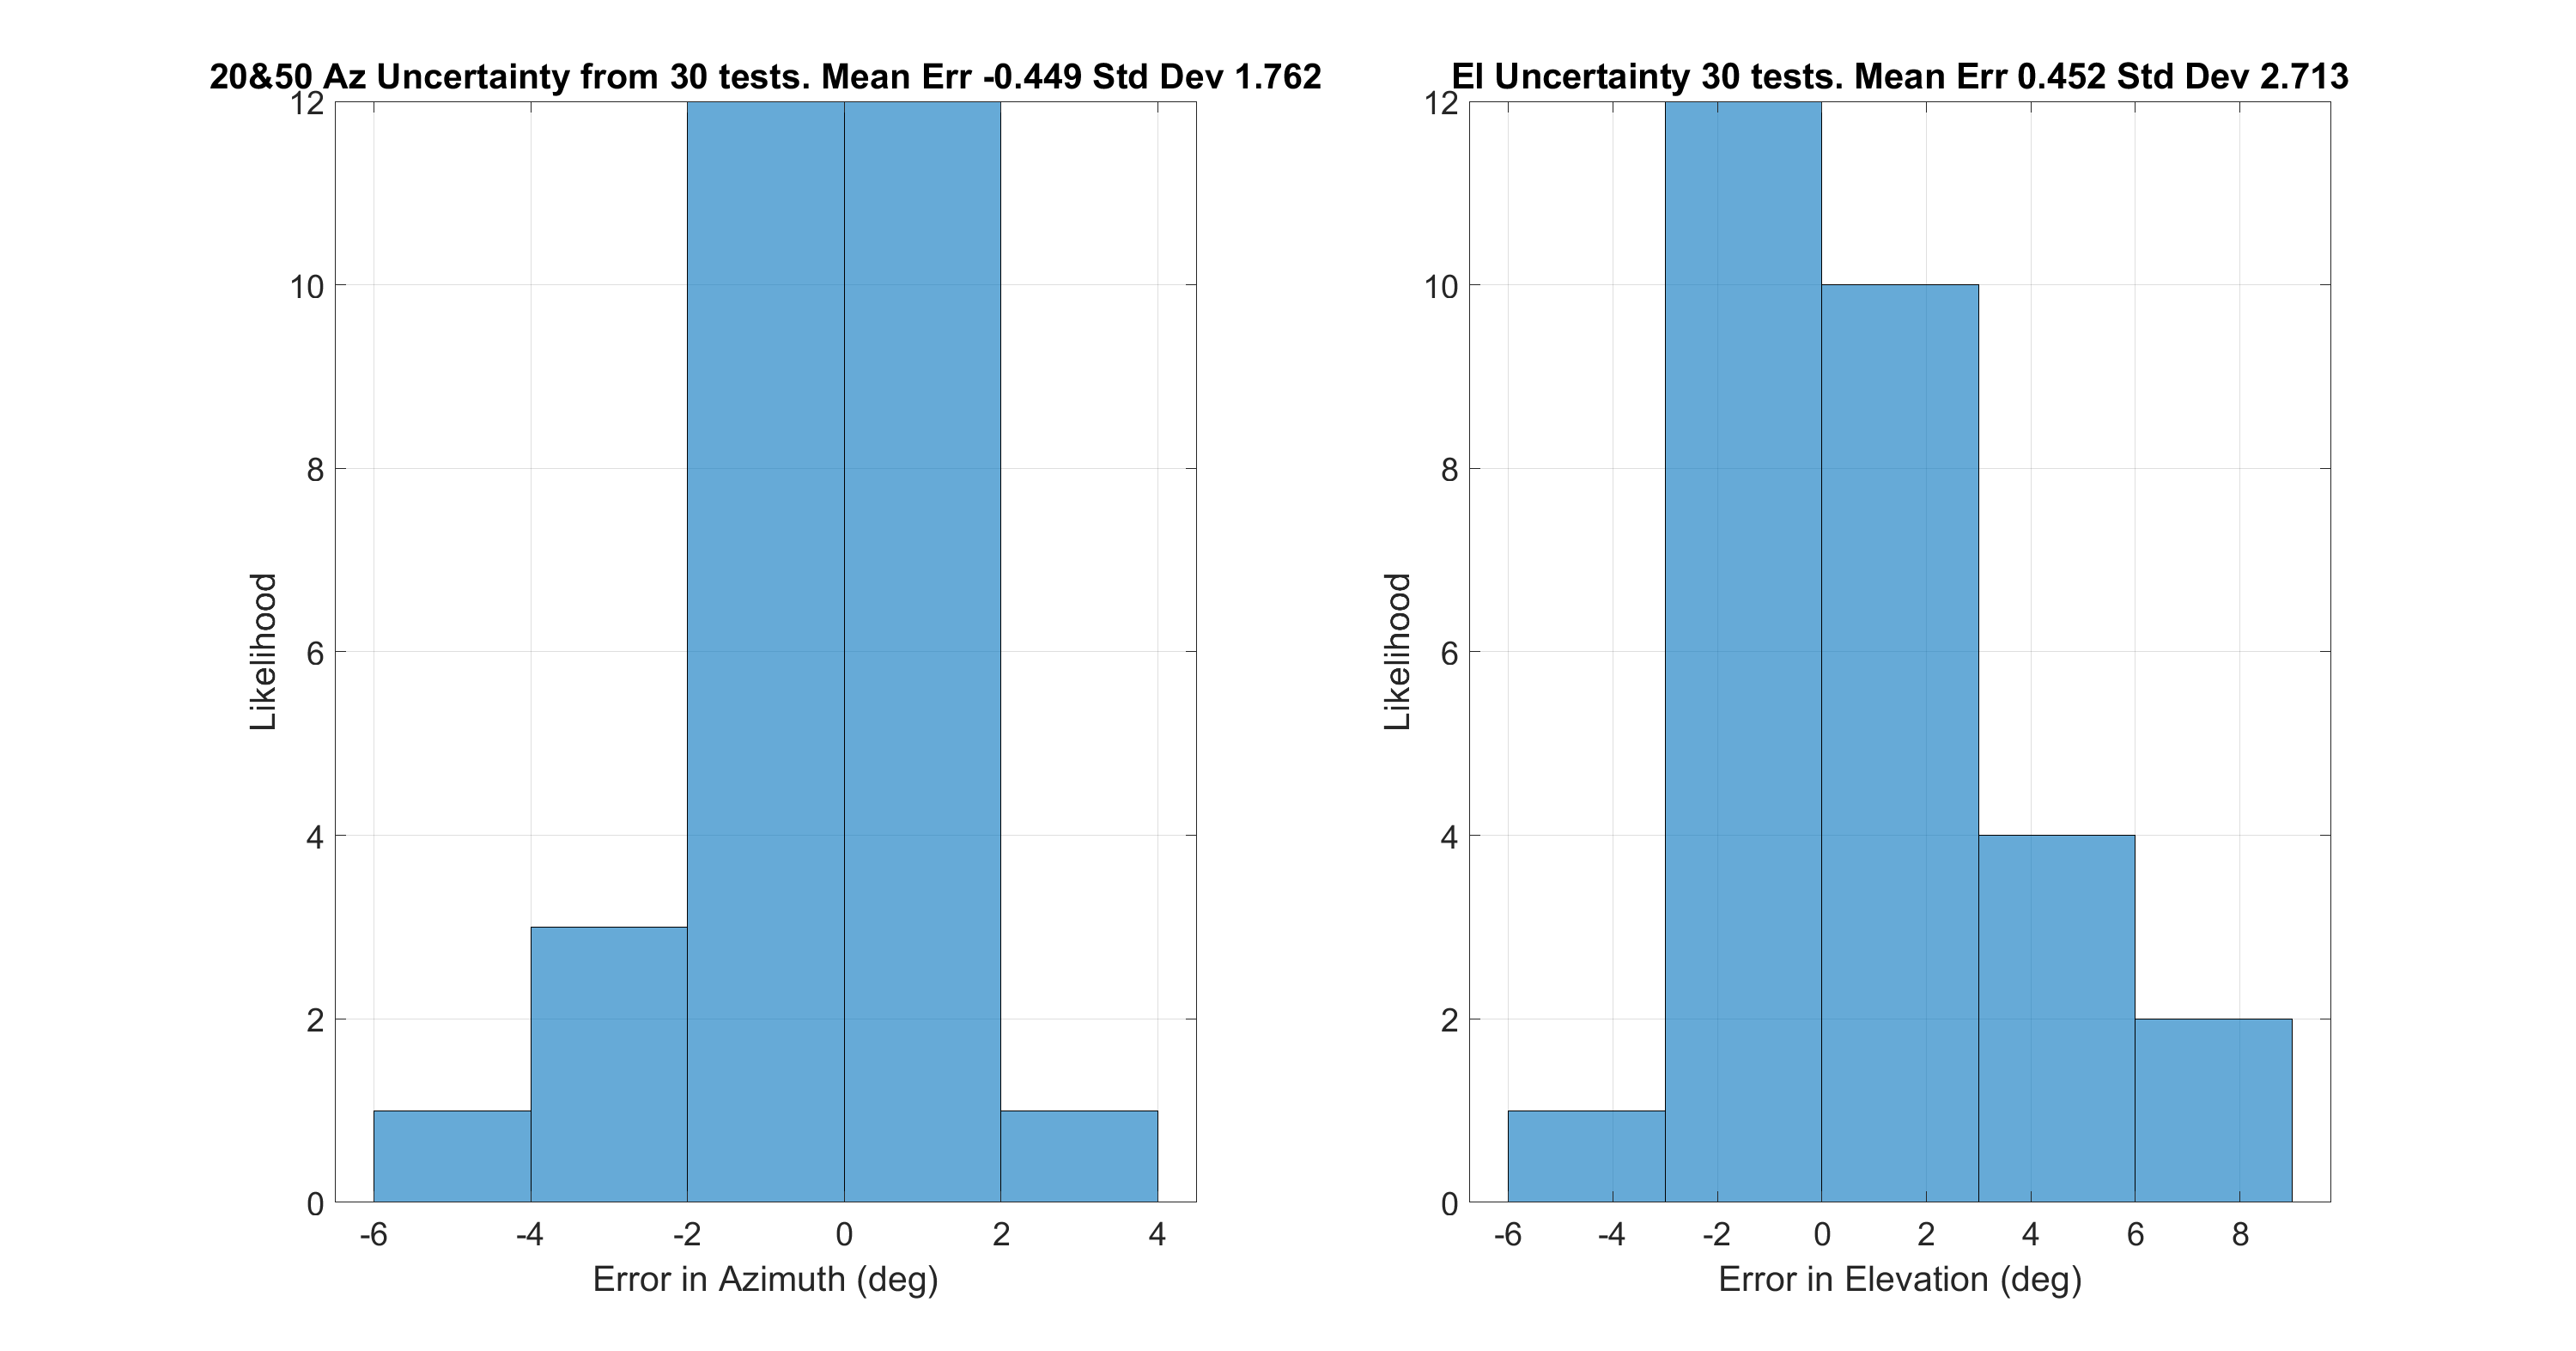 20&50 Az Uncertainty from 30 tests. Mean Err -0.449 Std Dev 1.762
12
10
8
6
4
2
0
Likelihood
-6 -4 -2 0 2 4
Error in Azimuth (deg)
El Uncertainty 30 tests. Mean Err 0.452 Std Dev 2.713
12
10
8
6
4
2
0
Likelihood
-6 -4 -2 0 2 4 6 8
Error in Elevation (deg)